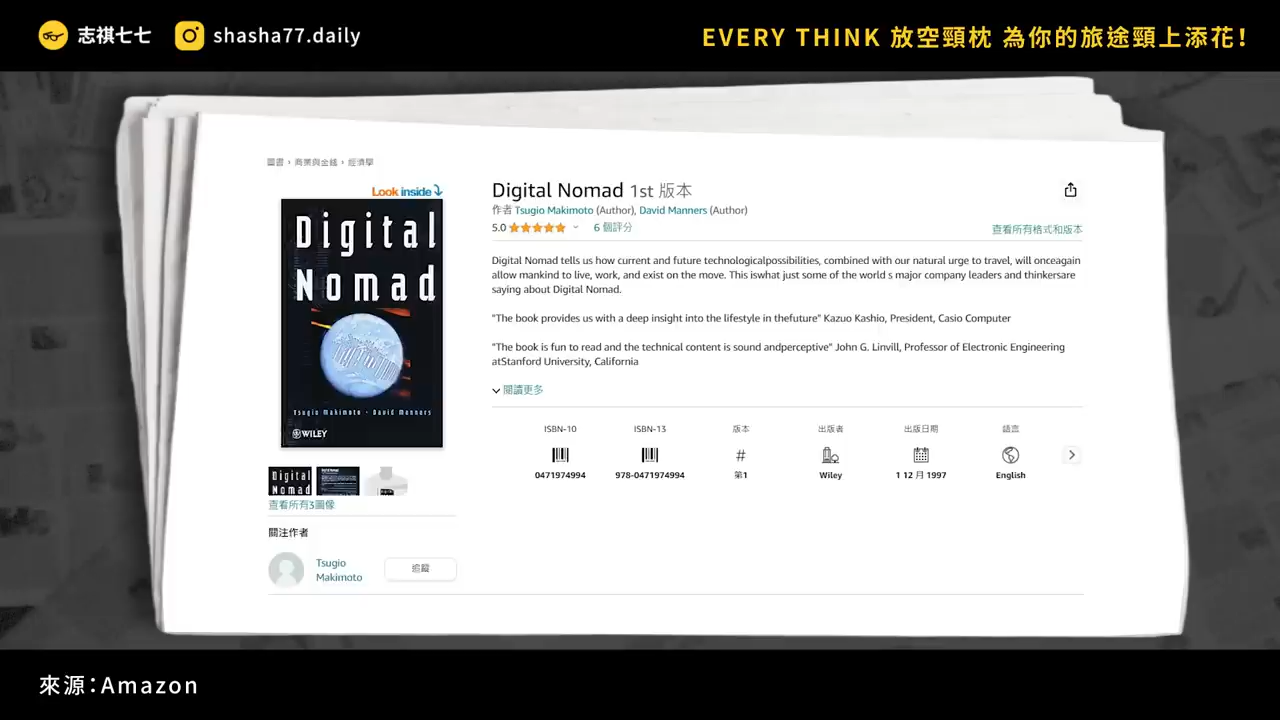 志祺七七
shasha77.daily
EVERY THINK 放空頸枕 為你的旅途頸上添花！
圖書 › 商業與金錢 › 經濟學
Look inside
Digital
Nomad
Tsugio Makimoto · David Manners
WILEY
Digital
Nomad
查看所有3圖像
關注作者
Tsugio
Makimoto
追蹤
Digital Nomad 1st 版本
作者 Tsugio Makimoto (Author), David Manners (Author)
5.0 6 個評分
查看所有格式和版本
Digital Nomad tells us how current and future technologicalpossibilities, combined with our natural urge to travel, will onceagain
allow mankind to live, work, and exist on the move. This iswhat just some of the world s major company leaders and thinkersare
saying about Digital Nomad.
"The book provides us with a deep insight into the lifestyle in thefuture" Kazuo Kashio, President, Casio Computer
"The book is fun to read and the technical content is sound andperceptive" John G. Linvill, Professor of Electronic Engineering
atStanford University, California
閱讀更多
ISBN-10
0471974994
ISBN-13
978-0471974994
版本
#
第1
出版者
Wiley
出版日期
1 12 月 1997
語言
English
來源：Amazon